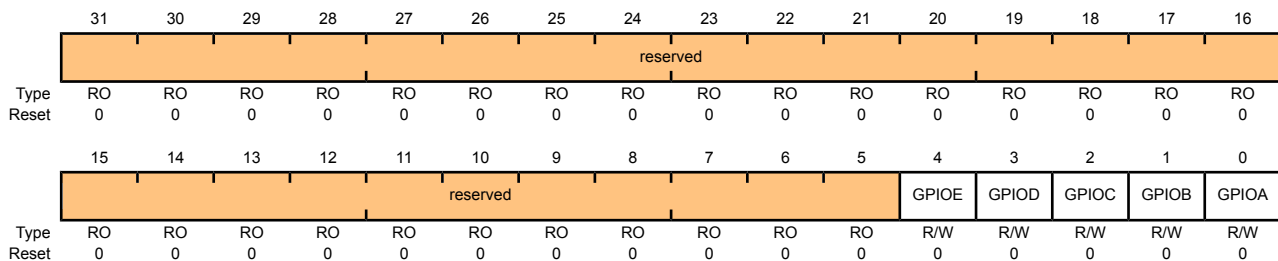 31 30 29 28 27 26 25 24 23 22 21 20 19 18 17 16
reserved
Type RO RO RO RO RO RO RO RO RO RO RO RO RO RO RO RO
Reset 0 0 0 0 0 0 0 0 0 0 0 0 0 0 0 0
15 14 13 12 11 10 9 8 7 6 5 4 3 2 1 0
reserved GPIOE GPIOD GPIOC GPIOB GPIOA
Type RO RO RO RO RO RO RO RO RO RO RO R/W R/W R/W R/W R/W
Reset 0 0 0 0 0 0 0 0 0 0 0 0 0 0 0 0